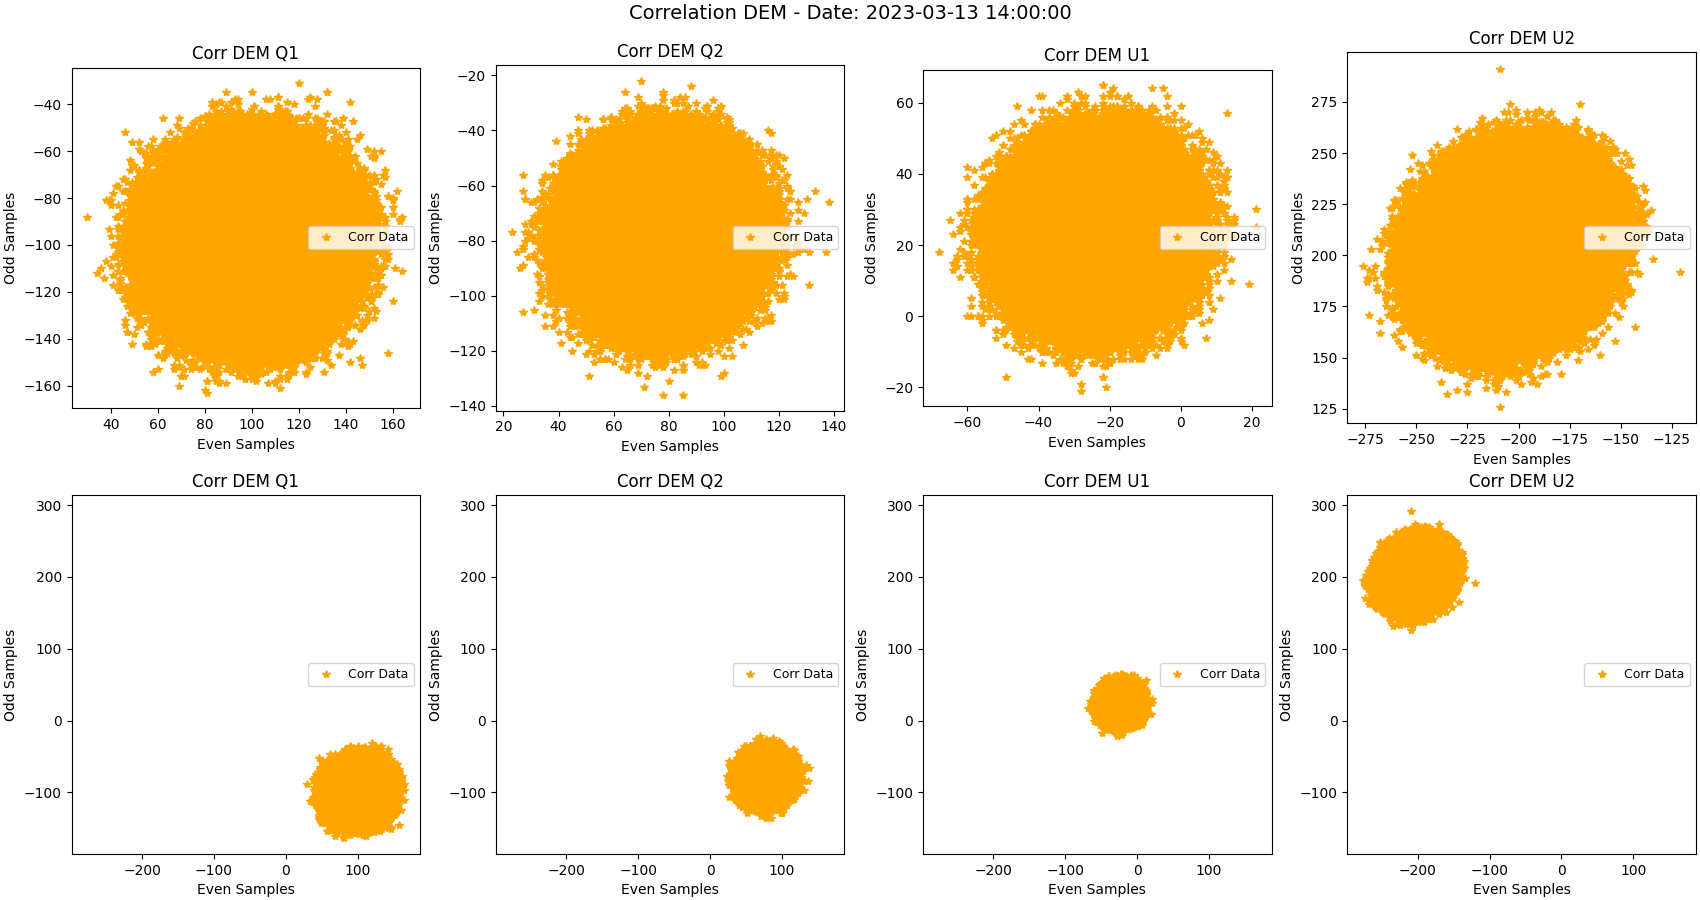 Correlation DEM - Date: 2023-03-13 14:00:00
Corr DEM Q1
Odd Samples
−40
−60
−80
−100
−120
−140
−160
Corr Data
40 60 80 100 120 140 160
Even Samples
Corr DEM Q2
Odd Samples
−20
−40
−60
−80
−100
−120
−140
Corr Data
20 40 60 80 100 120 140
Even Samples
Corr DEM U1
Odd Samples
60
40
20
0
−20
Corr Data
−60 −40 −20 0 20
Even Samples
Corr DEM U2
Odd Samples
275
250
225
200
175
150
125
Corr Data
−275 −250 −225 −200 −175 −150 −125
Even Samples
Corr DEM Q1
Odd Samples
300
200
100
0
−100
Corr Data
−200 −100 0 100
Even Samples
Corr DEM Q2
Odd Samples
300
200
100
0
−100
Corr Data
−200 −100 0 100
Even Samples
Corr DEM U1
Odd Samples
300
200
100
0
−100
Corr Data
−200 −100 0 100
Even Samples
Corr DEM U2
Odd Samples
300
200
100
0
−100
Corr Data
−200 −100 0 100
Even Samples